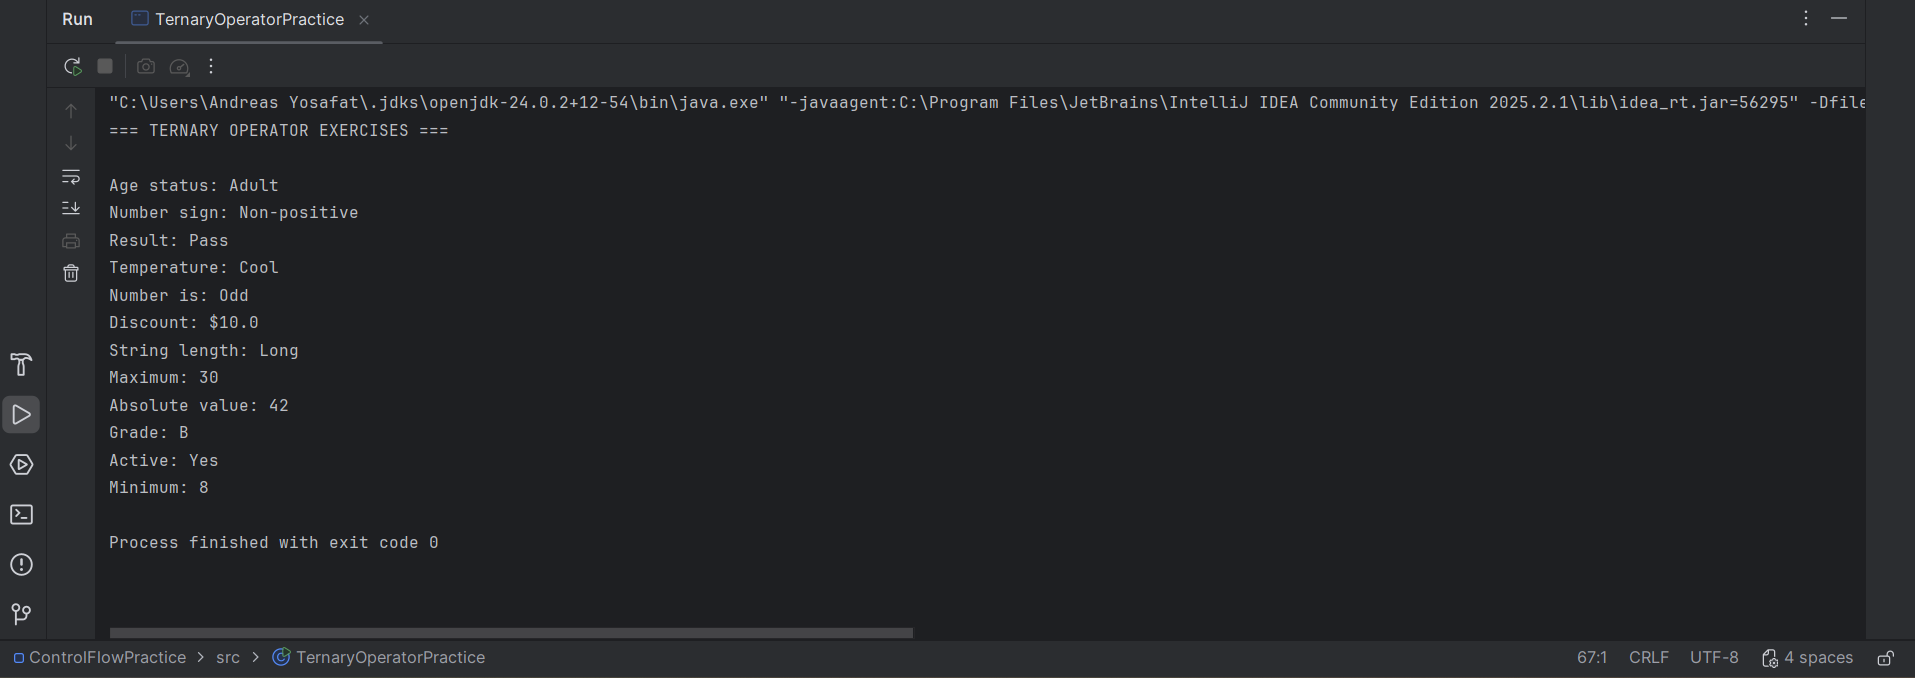 Run TernaryOperatorPractice
"C:\Users\Andreas Yosafat\.jdks\openjdk-24.0.2+12-54\bin\java.exe" "-javaagent:C:\Program Files\JetBrains\IntelliJ IDEA Community Edition 2025.2.1\lib\idea_rt.jar=56295" -Dfile
=== TERNARY OPERATOR EXERCISES ===
Age status: Adult
Number sign: Non-positive
Result: Pass
Temperature: Cool
Number is: Odd
Discount: $10.0
String length: Long
Maximum: 30
Absolute value: 42
Grade: B
Active: Yes
Minimum: 8
Process finished with exit code 0
ControlFlowPractice > src > TernaryOperatorPractice 67:1 CRLF UTF-8 4 spaces